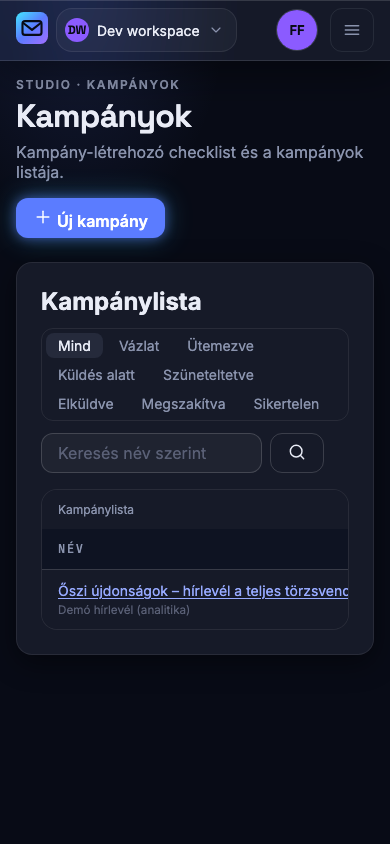 DW Dev workspace FF
STUDIO · KAMPÁNYOK
Kampányok
Kampány-létrehozó checklist és a kampányok
listája.
Új kampány
Kampánylista
Mind Vázlat Ütemezve
Küldés alatt Szüneteltetve
Elküldve Megszakítva Sikertelen
Keresés név szerint
Kampánylista
NÉV
Őszi újdonságok – hírlevél a teljes törzsvend
Demó hírlevél (analitika)